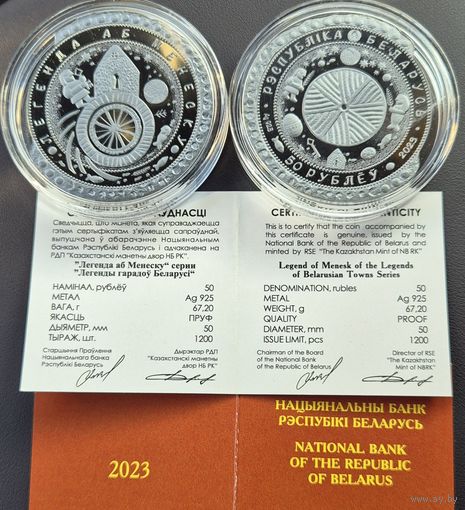 ЛЕГЕНДА АБ МЕНЕСКУ
РЭСПУБЛІКА БЕЛАРУСЬ
2023
50 РУБЛЁЎ
Сведчыцца, што манета, якая суправаджаецца
гэтым сертыфікатам з'яўляецца сапраўднай,
выпушчана ў абарачэнне Нацыянальным
банкам Рэспублікі Беларусь і адчаканена на
РДП "Казахстанскі манетны двор НБ РК".
"Легенда аб Менеску" серии
"Легенды гарадоў Беларусі"
НАМІНАЛ, рублёў 50
МЕТАЛ Ag 925
ВАГА, г 67,20
ЯКАСЦЬ ПРУФ
ДЫЯМЕТР, мм 50
ТЫРАЖ, шт. 1200
Старшыня Праўлення
Нацыянальнага банка
Рэспублікі Беларусь
Дырэктар РДП
"Казахстанскі манетны
двор НБ РК"
This is to certify that the coin accompanied by
this certificate is genuine, issued by the
National Bank of the Republic of Belarus and
minted by RSE "The Kazakhstan Mint of NBRK"
Legend of Menesk of the Legends
of Belarusian Towns Series
DENOMINATION, rubles 50
METAL Ag 925
WEIGHT, g 67,20
QUALITY PROOF
DIAMETER, mm 50
ISSUE LIMIT, pcs 1200
Chairman of the Board
of the National Bank
of the Republic of Belarus
Director of RSE
"The Kazakhstan
Mint of NBRK"
2023
НАЦЫЯНАЛЬНЫ БАНК
РЭСПУБЛІКІ БЕЛАРУСЬ
NATIONAL BANK
OF THE REPUBLIC
OF BELARUS